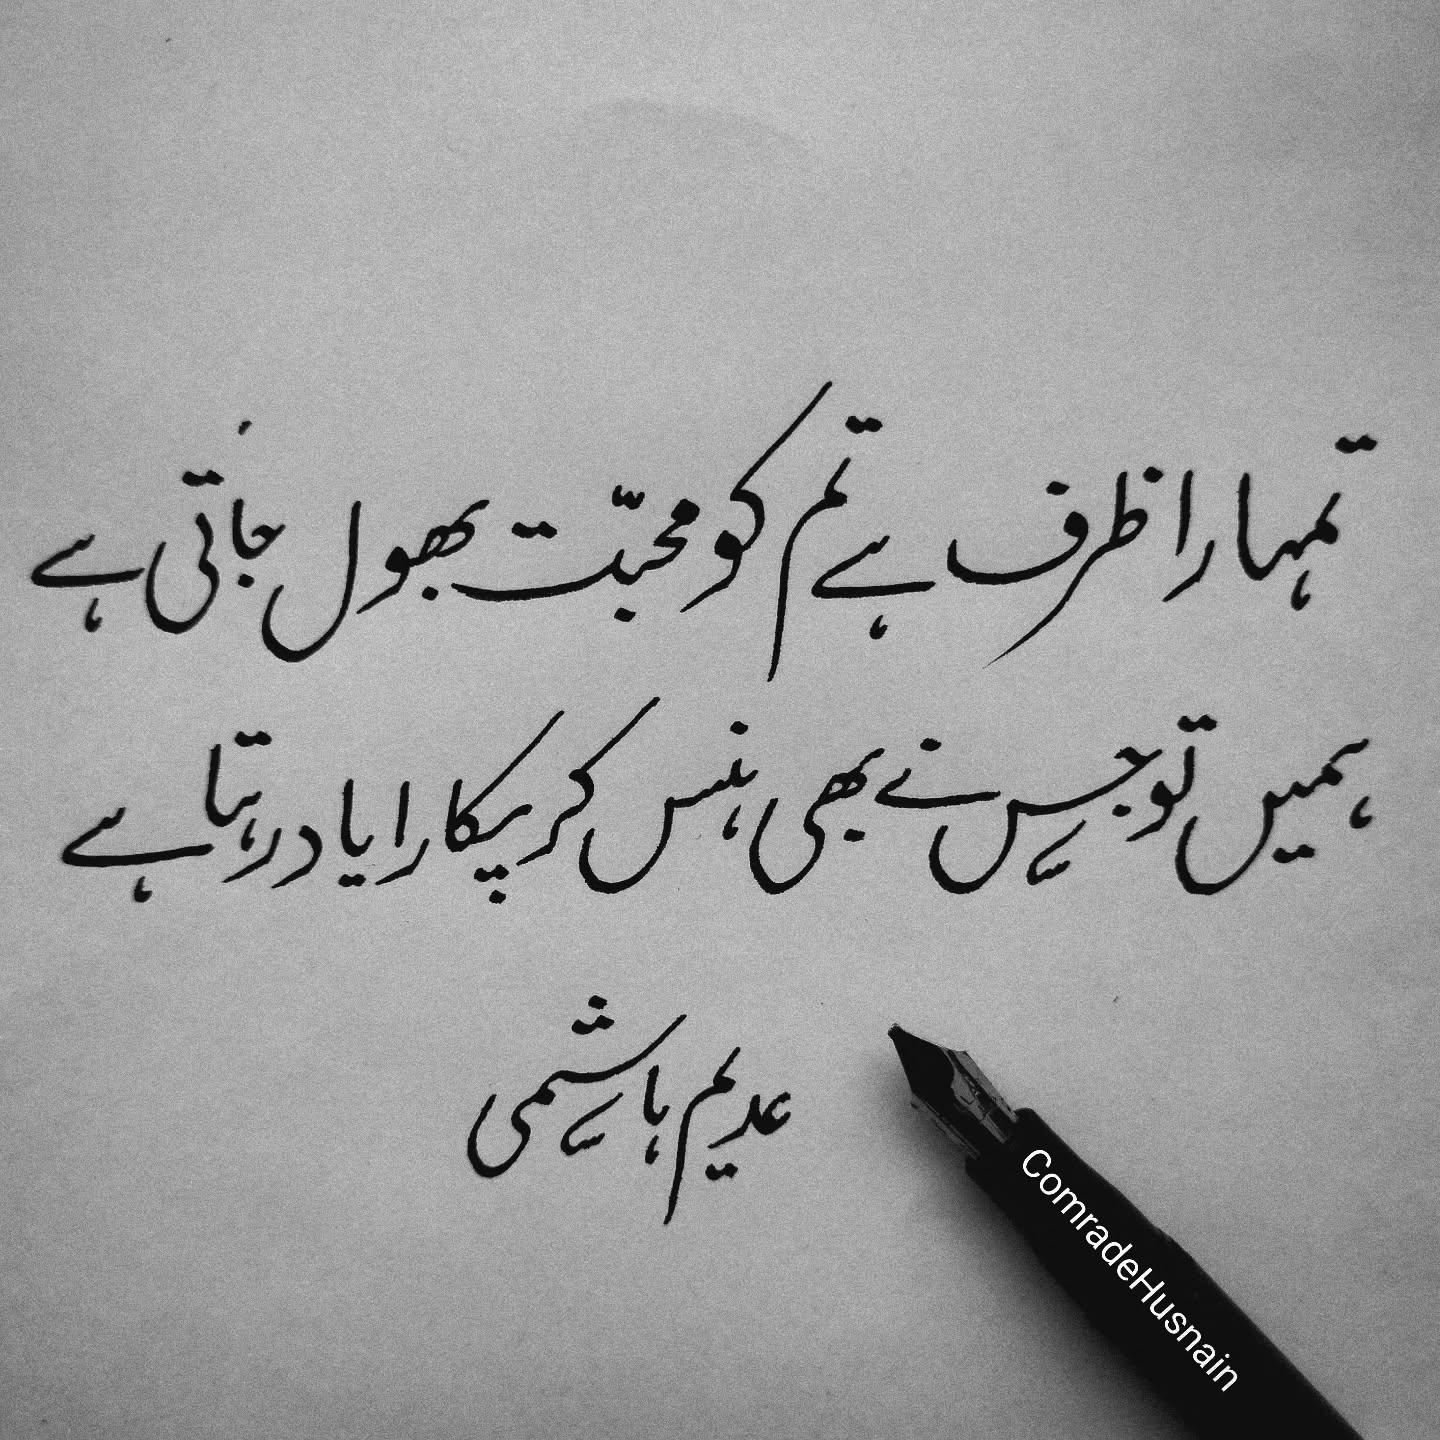 تمہارا ظرف ہے تم کو محبّت بھول جاتی ہے
ہمیں تو جس نے بھی ہنس کر پکارا یاد رہتا ہے
عدیم ہاشمی
ComradeHusnain